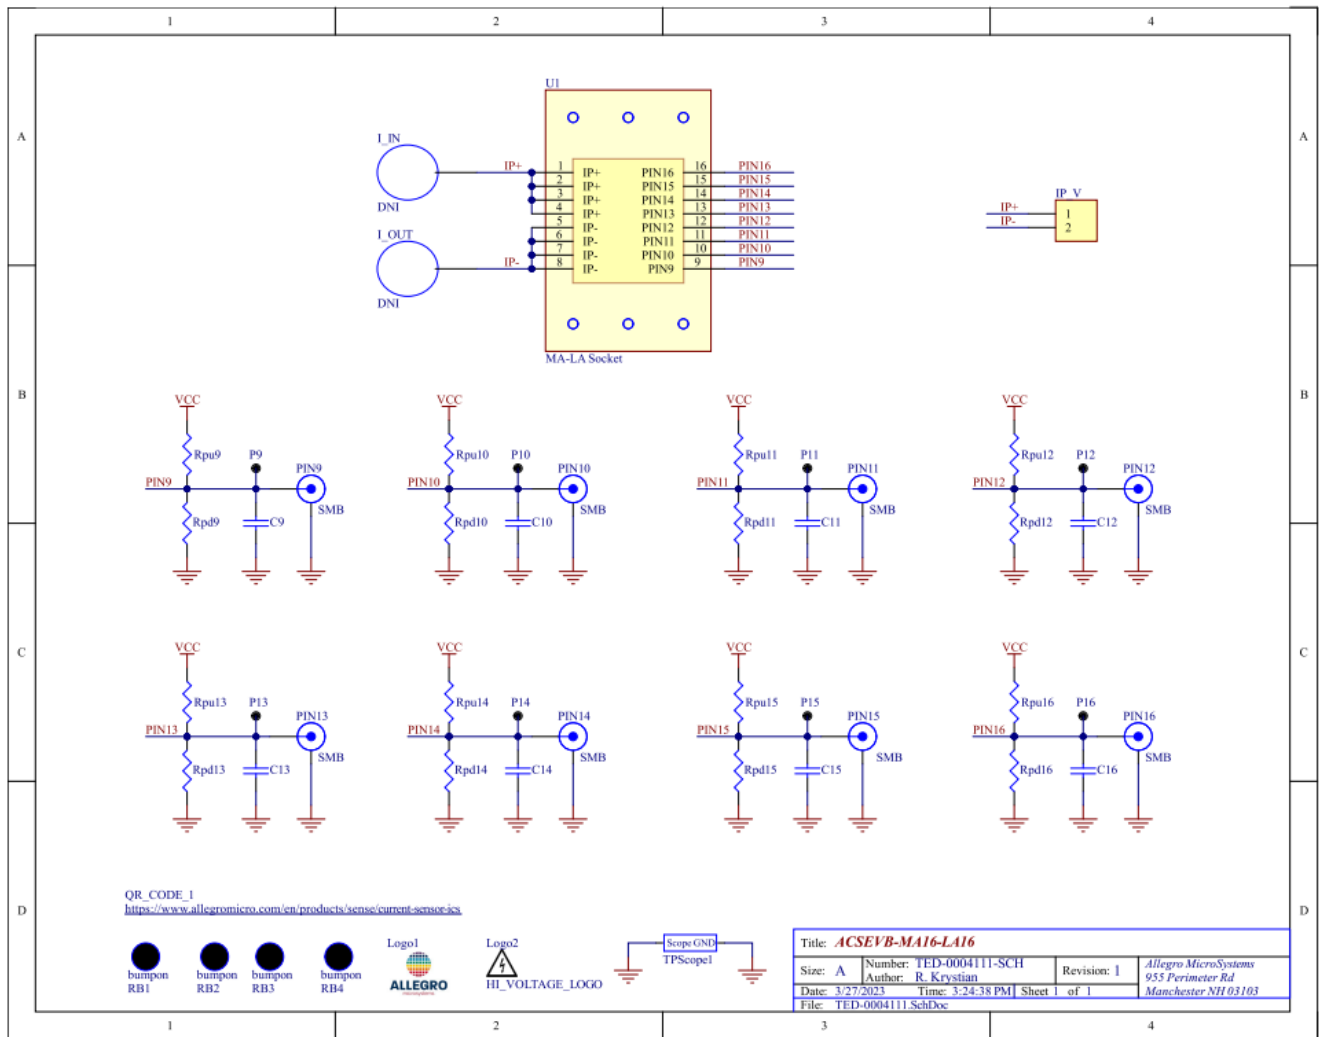 1 2 3 4
A A
B B
C C
D D
U1
I_IN
DNI
I_OUT
DNI
IP+
IP-
1 IP+ PIN16 16 PIN16
2 IP+ PIN15 15 PIN15
3 IP+ PIN14 14 PIN14
4 IP+ PIN13 13 PIN13
5 IP- PIN12 12 PIN12
6 IP- PIN11 11 PIN11
7 IP- PIN10 10 PIN10
8 IP- PIN9 9 PIN9
MA-LA Socket
IP_V
IP+ 1
IP- 2
VCC VCC VCC VCC
Rpu9 P9 Rpu10 P10 Rpu11 P11 Rpu12 P12
PIN9 PIN10 PIN11 PIN12
PIN9 PIN10 PIN11 PIN12
SMB SMB SMB SMB
Rpd9 C9 Rpd10 C10 Rpd11 C11 Rpd12 C12
VCC VCC VCC VCC
Rpu13 P13 Rpu14 P14 Rpu15 P15 Rpu16 P16
PIN13 PIN14 PIN15 PIN16
PIN13 PIN14 PIN15 PIN16
SMB SMB SMB SMB
Rpd13 C13 Rpd14 C14 Rpd15 C15 Rpd16 C16
QR_CODE_1
https://www.allegromicro.com/en/products/sense/current-sensor-ics
bumpon bumpon bumpon bumpon
RB1 RB2 RB3 RB4
Logo1
ALLEGRO
microsystems
Logo2
HI_VOLTAGE_LOGO
Scope GND
TPScope1
Title: ACSEVB-MA16-LA16
Size: A
Number: TED-0004111-SCH
Author: R. Krystian
Revision: 1
Date: 3/27/2023 Time: 3:24:38 PM Sheet 1 of 1
File: TED-0004111.SchDoc
Allegro MicroSystems
955 Perimeter Rd
Manchester NH 03103
1 2 3 4